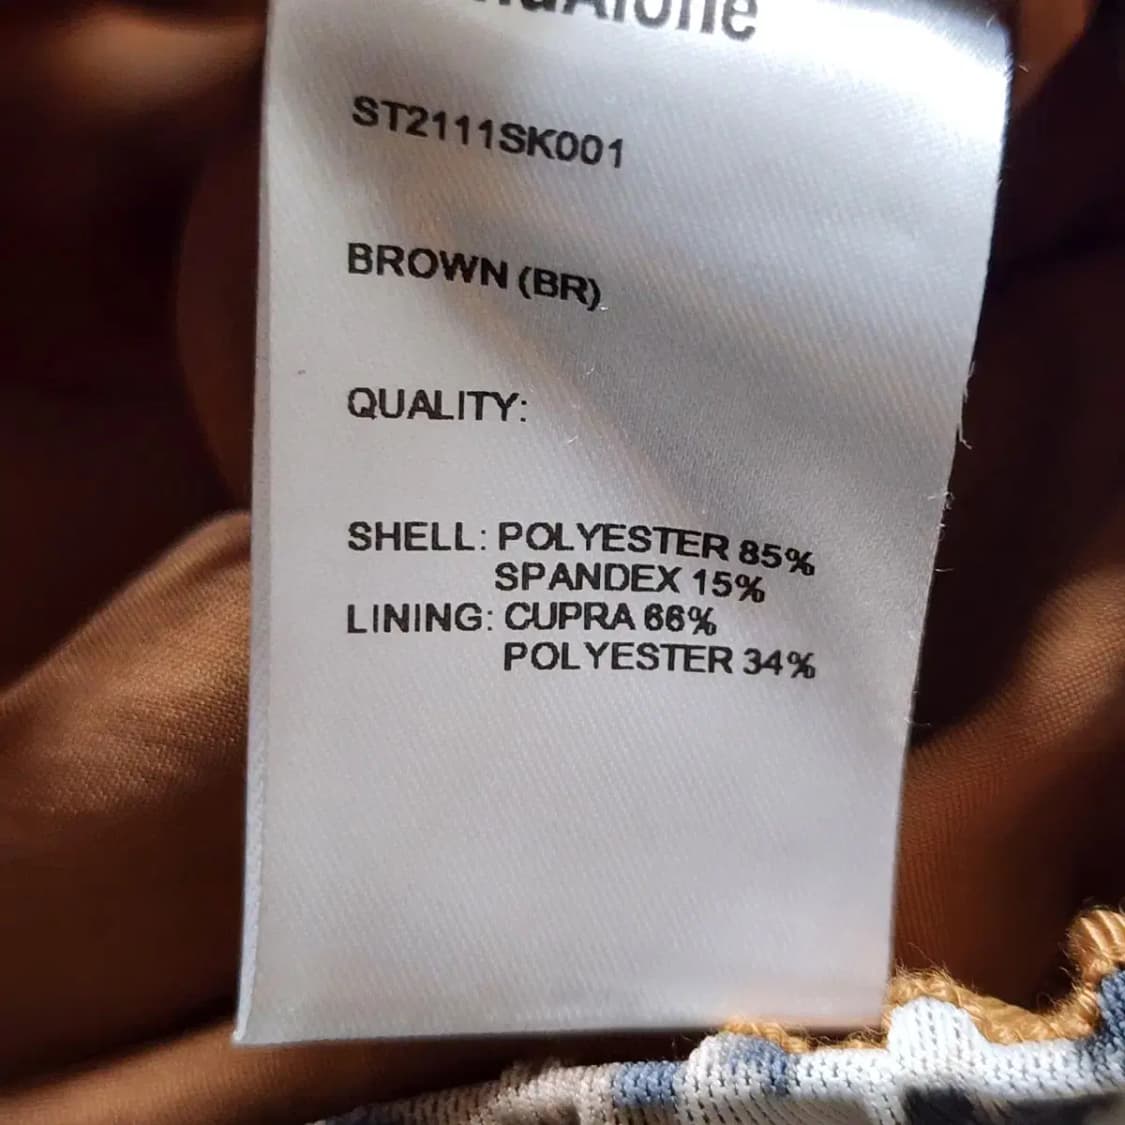 ST2111SK001
BROWN (BR)
QUALITY:
SHELL: POLYESTER 85%
SPANDEX 15%
LINING: CUPRA 66%
POLYESTER 34%